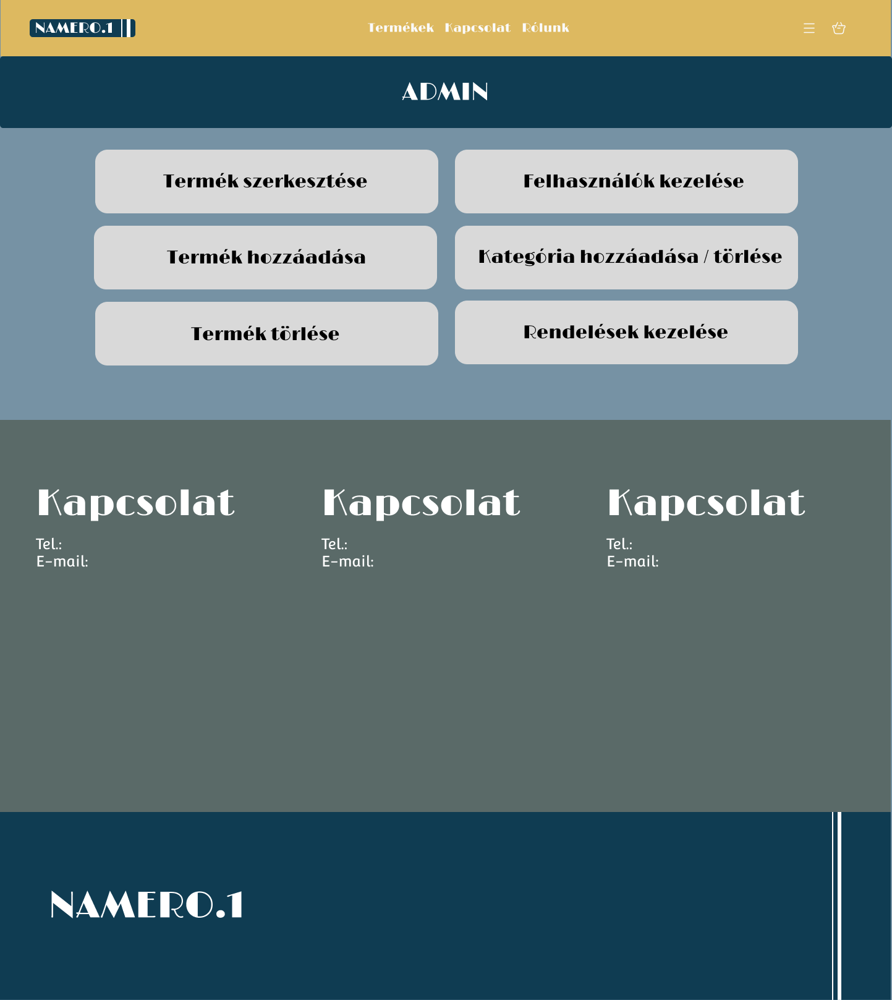 NAMERO.1
Termékek Kapcsolat Rólunk
ADMIN
Termék szerkesztése
Felhasználók kezelése
Termék hozzáadása
Kategória hozzáadása / törlése
Termék törlése
Rendelések kezelése
Kapcsolat
Tel.:
E-mail:
Kapcsolat
Tel.:
E-mail:
Kapcsolat
Tel.:
E-mail:
NAMERO.1